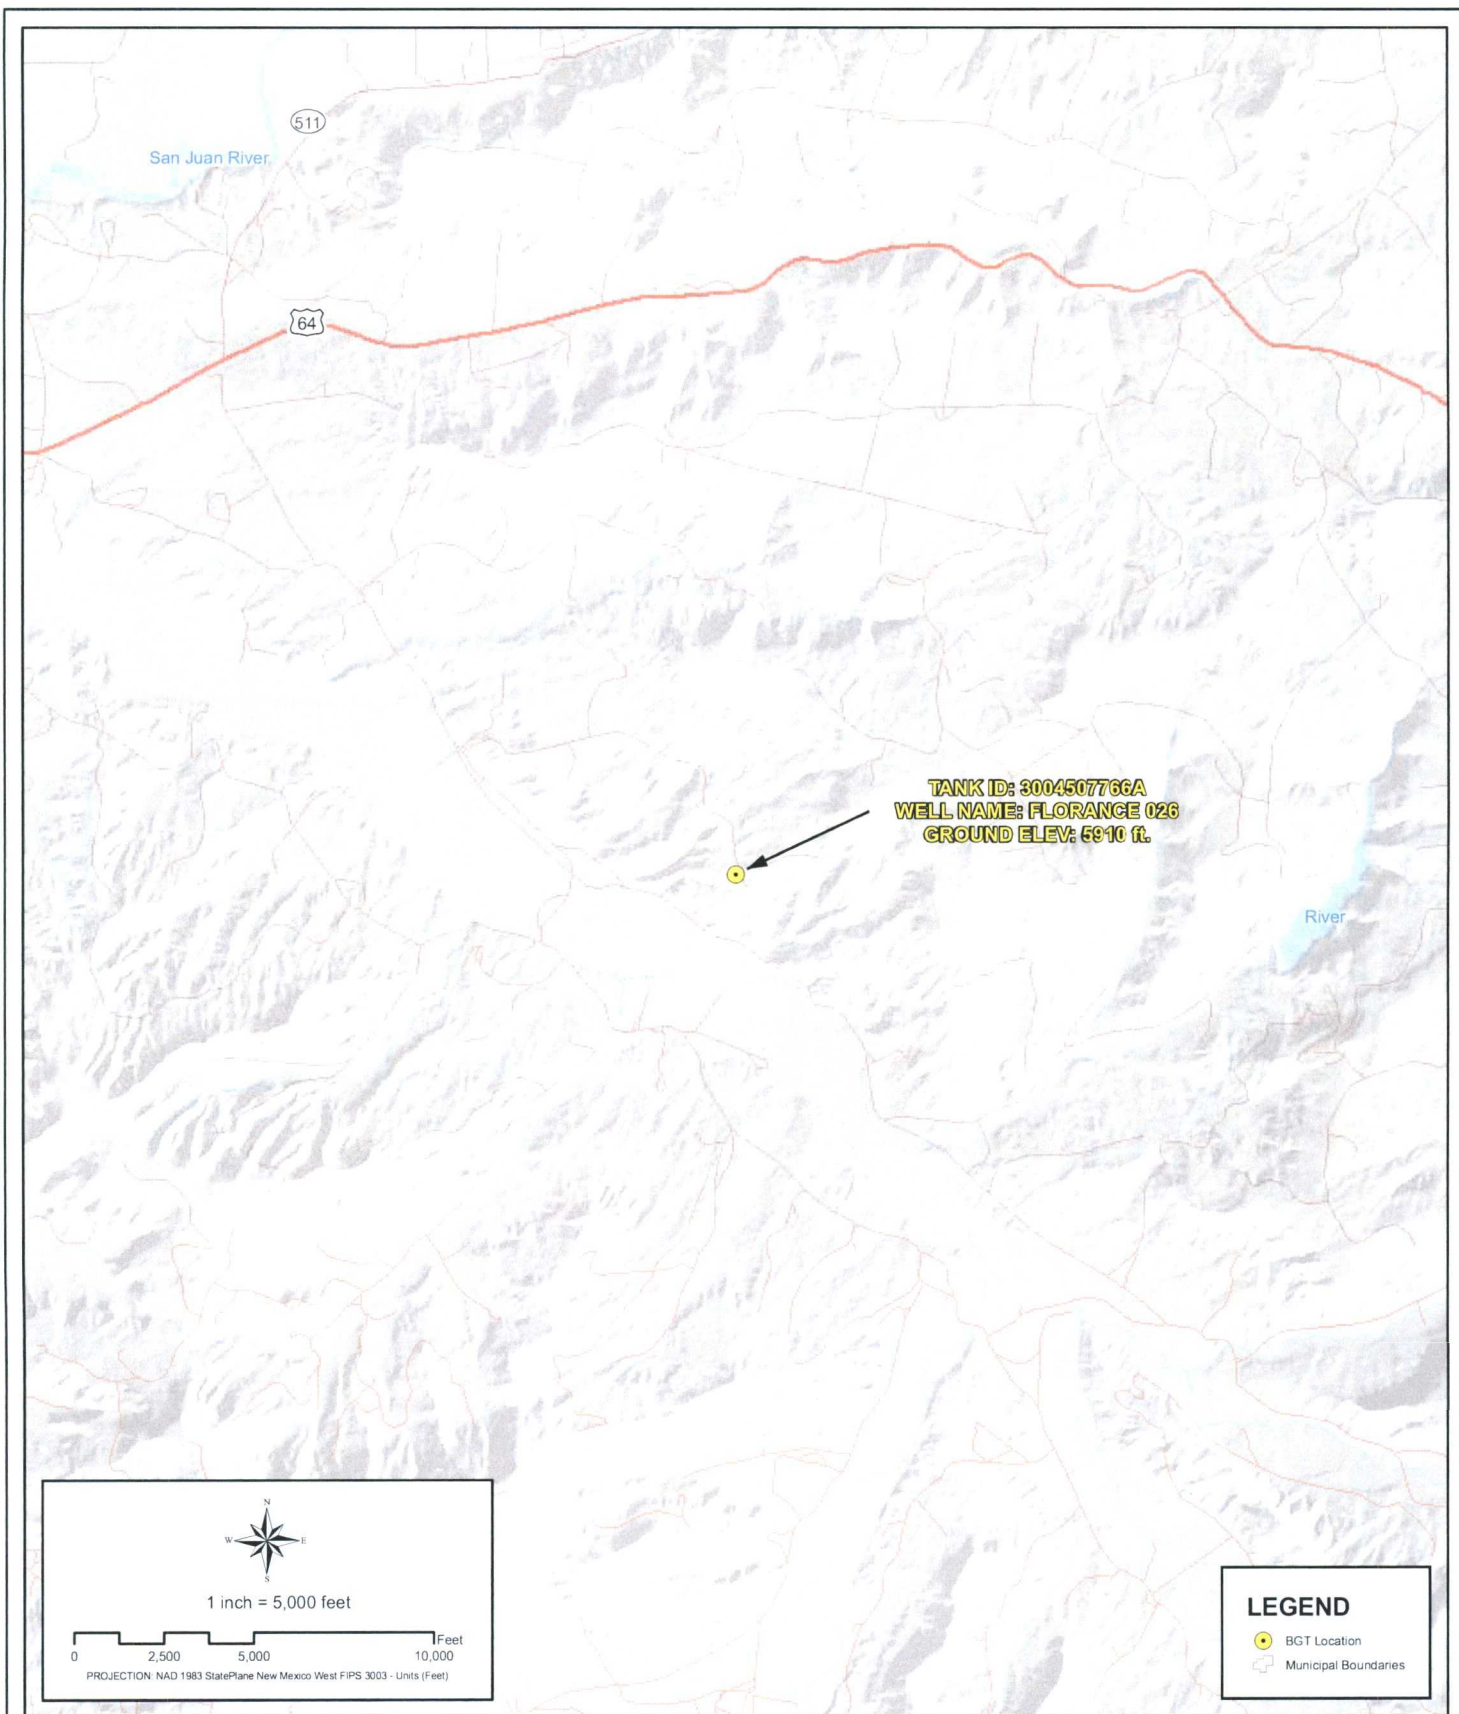 511
San Juan River
64
TANK ID: 3004507766A
WELL NAME: FLORANCE 026
GROUND ELEV: 5910 ft.
River
N
W E
S
1 inch = 5,000 feet
Feet
0 2,500 5,000 10,000
PROJECTION: NAD 1983 StatePlane New Mexico West FIPS 3003 - Units (Feet)
LEGEND
BGT Location
Municipal Boundaries